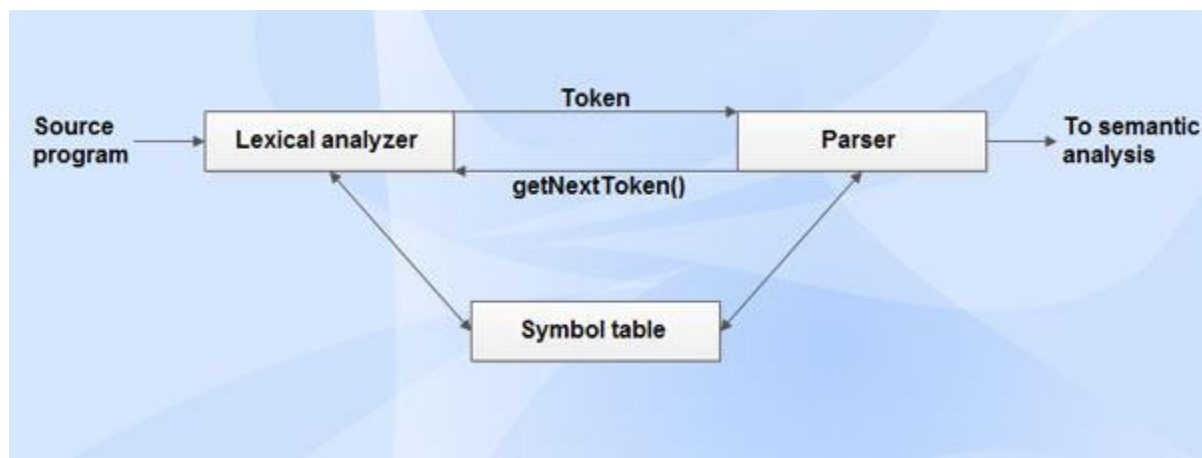 Token
Source
program
Lexical analyzer
Parser
To semantic
analysis
getNextToken()
Symbol table